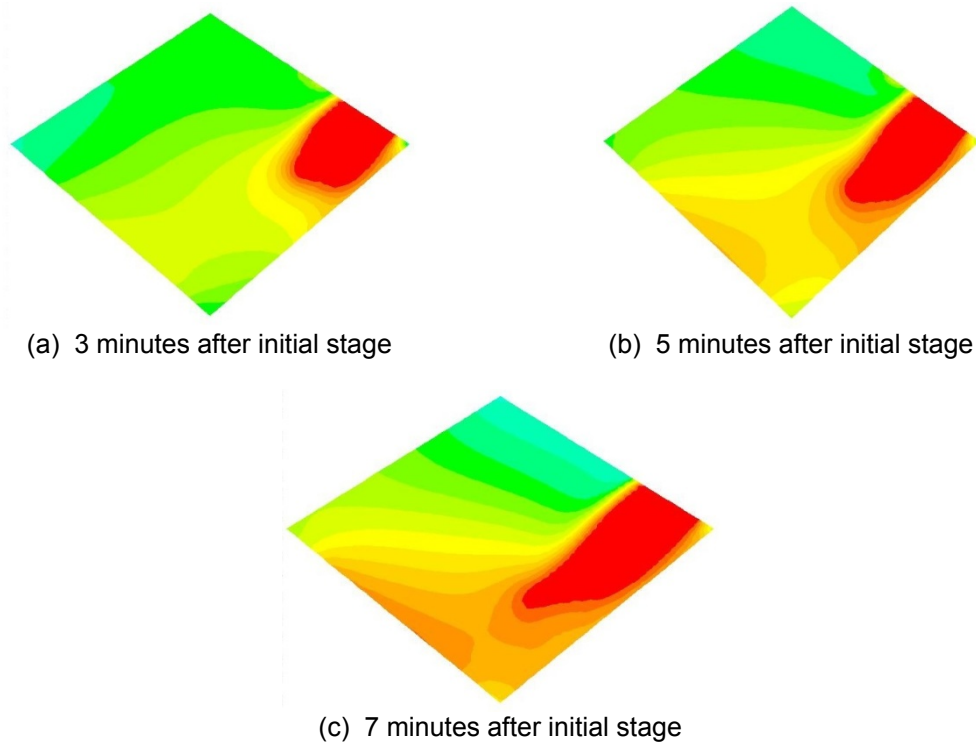 (a) 3 minutes after initial stage
(b) 5 minutes after initial stage
(c) 7 minutes after initial stage